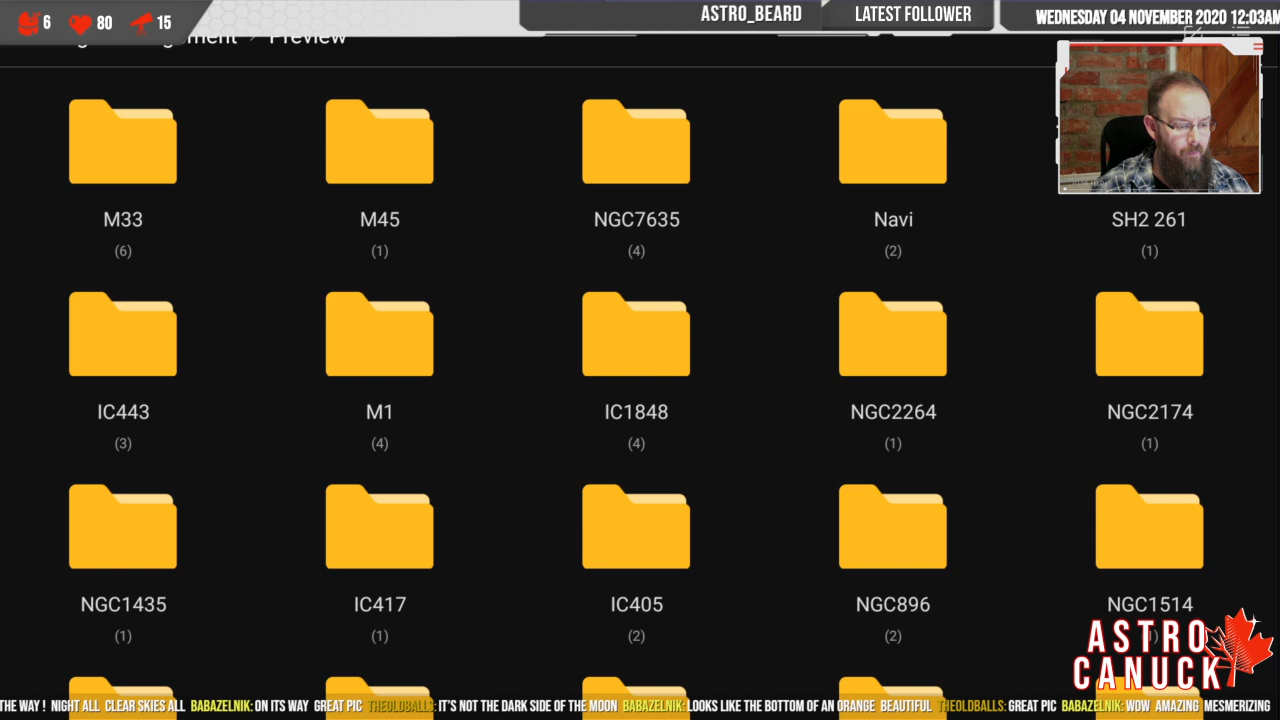 6 80 15 ASTRO_BEARD LATEST FOLLOWER WEDNESDAY 04 NOVEMBER 2020 12:03AM
Preview
M33 M45 NGC7635 Navi SH2 261
(6) (1) (4) (2) (1)
IC443 M1 IC1848 NGC2264 NGC2174
(3) (4) (4) (1) (1)
NGC1435 IC417 IC405 NGC896 NGC1514
(1) (1) (2) (2)
ASTRO
CANUCK
THE WAY ! NIGHT ALL CLEAR SKIES ALL BABAZELNIK: ON ITS WAY GREAT PIC THEOLDBALLS: IT'S NOT THE DARK SIDE OF THE MOON BABAZELNIK: LOOKS LIKE THE BOTTOM OF AN ORANGE BEAUTIFUL THEOLDBALLS: GREAT PIC BABAZELNIK: WOW AMAZING MESMERIZING